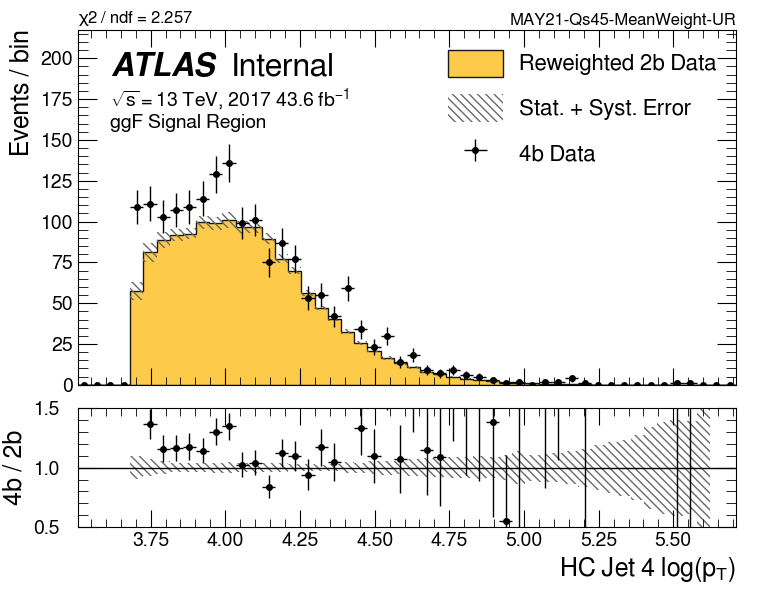 χ2 / ndf = 2.257
MAY21-Qs45-MeanWeight-UR
Events / bin
200
175
150
125
100
75
50
25
0
ATLAS Internal
√s = 13 TeV, 2017 43.6 fb⁻¹
ggF Signal Region
Reweighted 2b Data
Stat. + Syst. Error
4b Data
4b / 2b
1.5
1.0
0.5
3.75 4.00 4.25 4.50 4.75 5.00 5.25 5.50
HC Jet 4 log(p_T)